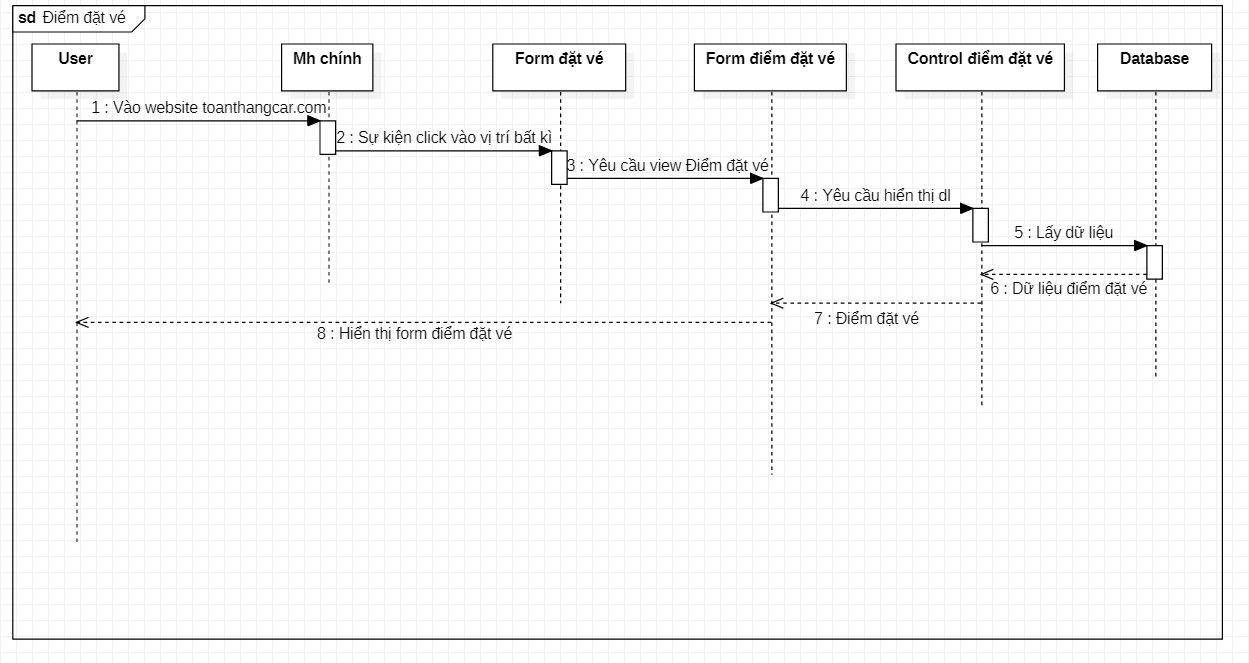 sd Điểm đặt vé
User
Mh chính
Form đặt vé
Form điểm đặt vé
Control điểm đặt vé
Database
1 : Vào website toanthangcar.com
2 : Sự kiện click vào vị trí bất kì
3 : Yêu cầu view Điểm đặt vé
4 : Yêu cầu hiển thị dl
5 : Lấy dữ liệu
6 : Dữ liệu điểm đặt vé
7 : Điểm đặt vé
8 : Hiển thị form điểm đặt vé